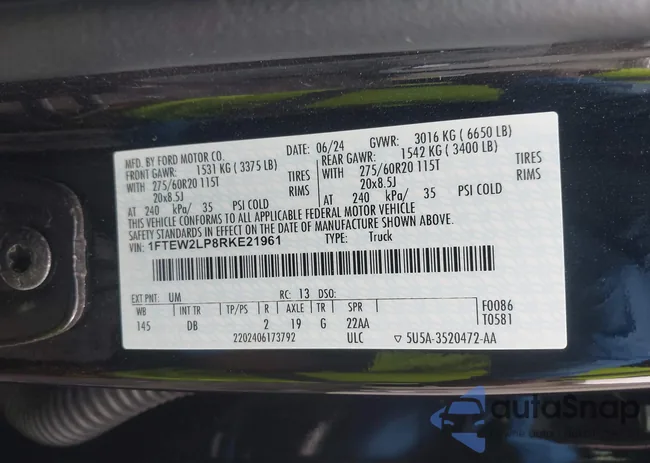 MFD. BY FORD MOTOR CO. DATE: 06/24 GVWR: 3016 KG ( 6650 LB)
FRONT GAWR: 1531 KG ( 3375 LB) REAR GAWR: 1542 KG ( 3400 LB)
WITH 275/60R20 115T TIRES WITH 275/60R20 115T TIRES
20x8.5J RIMS 20x8.5J RIMS
AT 240 kPa/ 35 PSI COLD AT 240 kPa/ 35 PSI COLD
THIS VEHICLE CONFORMS TO ALL APPLICABLE FEDERAL MOTOR VEHICLE
SAFETY STANDARDS IN EFFECT ON THE DATE OF MANUFACTURE SHOWN ABOVE.
VIN: 1FTEW2LP8RKE21961 TYPE: Truck
EXT PNT: UM RC: 13 DSO:
WB INT TR TP/PS R AXLE TR SPR F0086
145 DB 2 19 G 22AA T0581
2202406173792 ULC 5U5A-3520472-AA
autoSnap